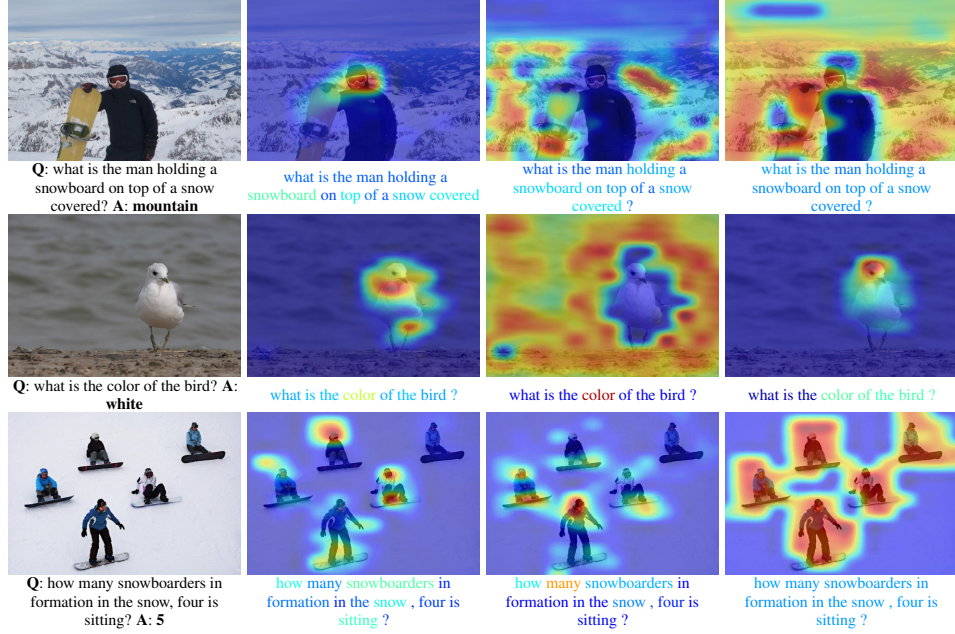 Q: what is the man holding a
snowboard on top of a snow
covered? A: mountain
what is the man holding a
snowboard on top of a snow covered
what is the man holding a
snowboard on top of a snow
covered ?
what is the man holding a
snowboard on top of a snow
covered ?
Q: what is the color of the bird? A:
white
what is the color of the bird ?
what is the color of the bird ?
what is the color of the bird ?
Q: how many snowboarders in
formation in the snow, four is
sitting? A: 5
how many snowboarders in
formation in the snow , four is
sitting ?
how many snowboarders in
formation in the snow , four is
sitting ?
how many snowboarders in
formation in the snow , four is
sitting ?